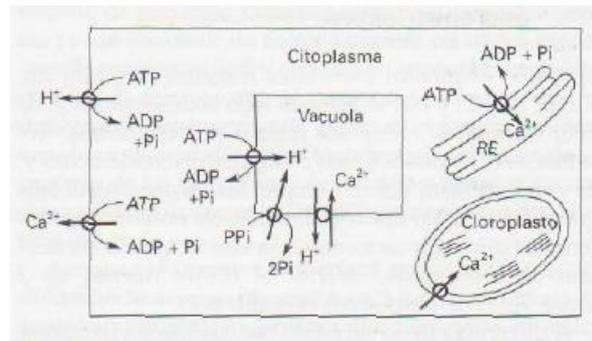 Citoplasma
ADP + Pi
ATP
Ca²⁺
RE
ATP
H⁺
ADP
+Pi
Vacuola
ATP
H⁺
ADP
+Pi
Ca²⁺
PPi
2Pi
H⁺
Ca²⁺
ATP
ADP + Pi
Cloroplasto
Ca²⁺